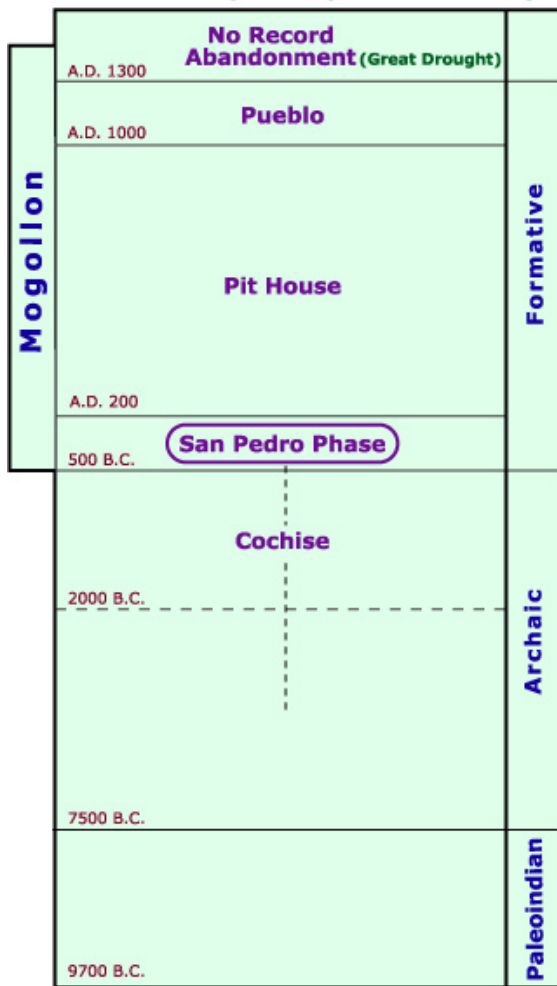 No Record
Abandonment (Great Drought)
A.D. 1300
Pueblo
A.D. 1000
Mogollon
Formative
Pit House
A.D. 200
San Pedro Phase
500 B.C.
Cochise
2000 B.C.
Archaic
7500 B.C.
Paleoindian
9700 B.C.